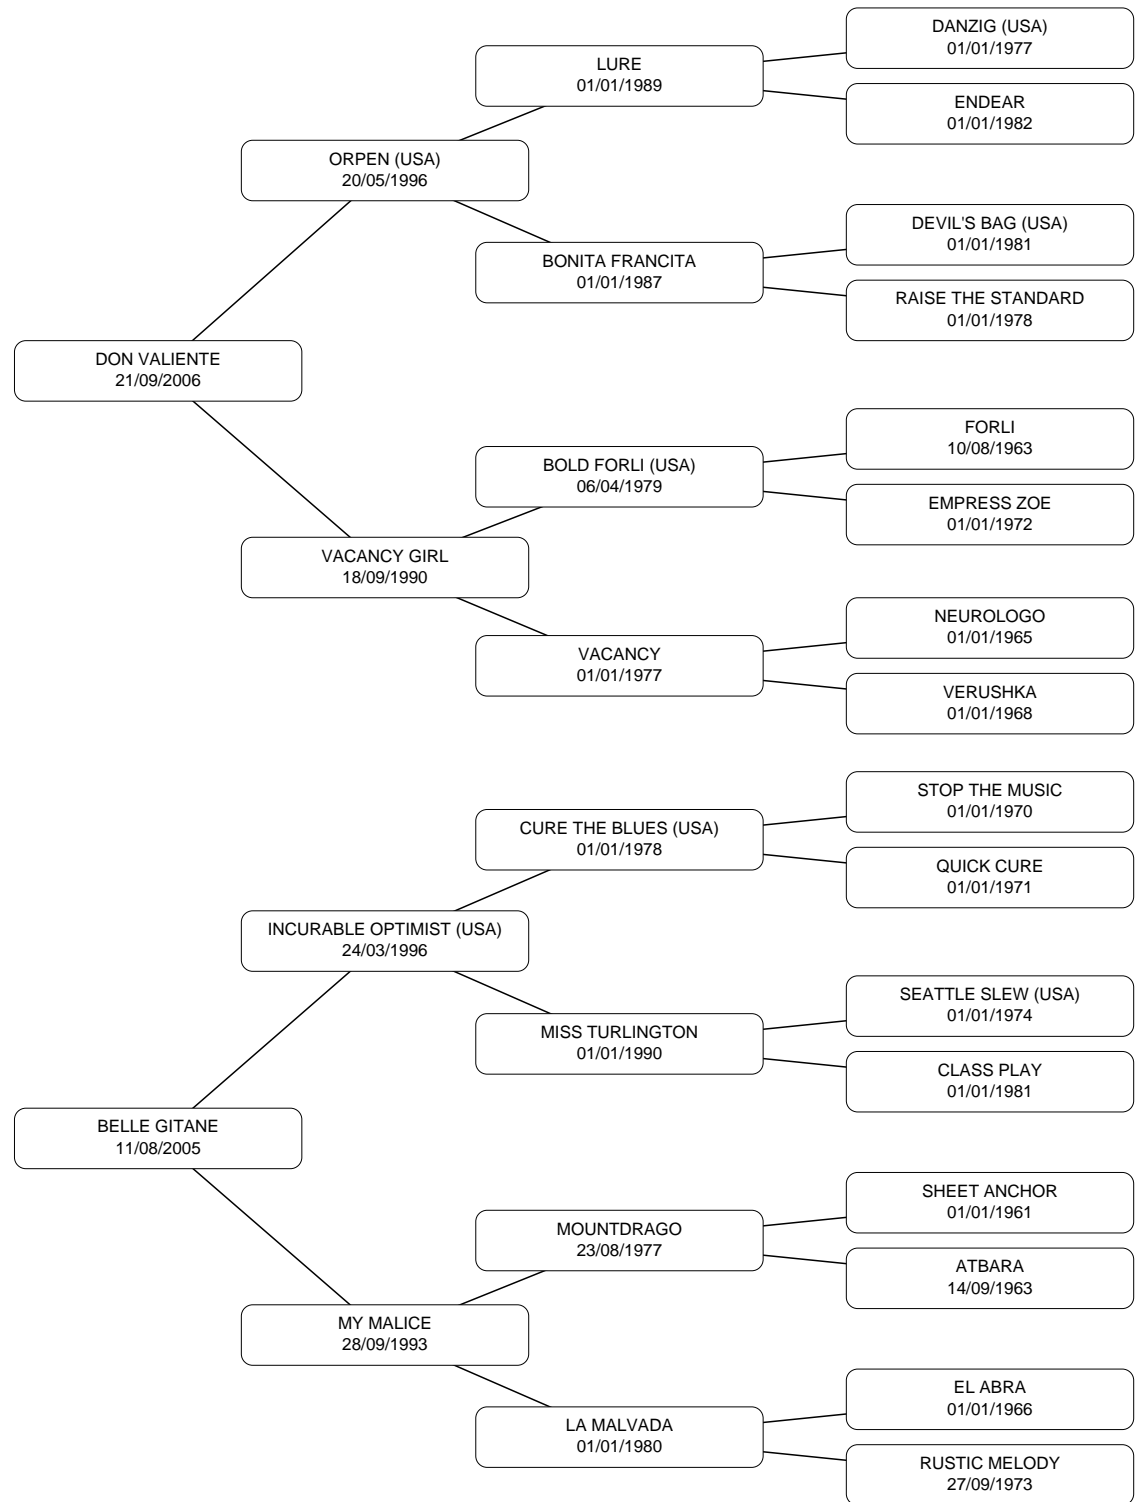 DANZIG (USA)
01/01/1977
LURE
01/01/1989
ENDEAR
01/01/1982
ORPEN (USA)
20/05/1996
DEVIL'S BAG (USA)
01/01/1981
BONITA FRANCITA
01/01/1987
RAISE THE STANDARD
01/01/1978
DON VALIENTE
21/09/2006
FORLI
10/08/1963
BOLD FORLI (USA)
06/04/1979
EMPRESS ZOE
01/01/1972
VACANCY GIRL
18/09/1990
NEUROLOGO
01/01/1965
VACANCY
01/01/1977
VERUSHKA
01/01/1968
STOP THE MUSIC
01/01/1970
CURE THE BLUES (USA)
01/01/1978
QUICK CURE
01/01/1971
INCURABLE OPTIMIST (USA)
24/03/1996
SEATTLE SLEW (USA)
01/01/1974
MISS TURLINGTON
01/01/1990
CLASS PLAY
01/01/1981
BELLE GITANE
11/08/2005
SHEET ANCHOR
01/01/1961
MOUNTDRAGO
23/08/1977
ATBARA
14/09/1963
MY MALICE
28/09/1993
EL ABRA
01/01/1966
LA MALVADA
01/01/1980
RUSTIC MELODY
27/09/1973